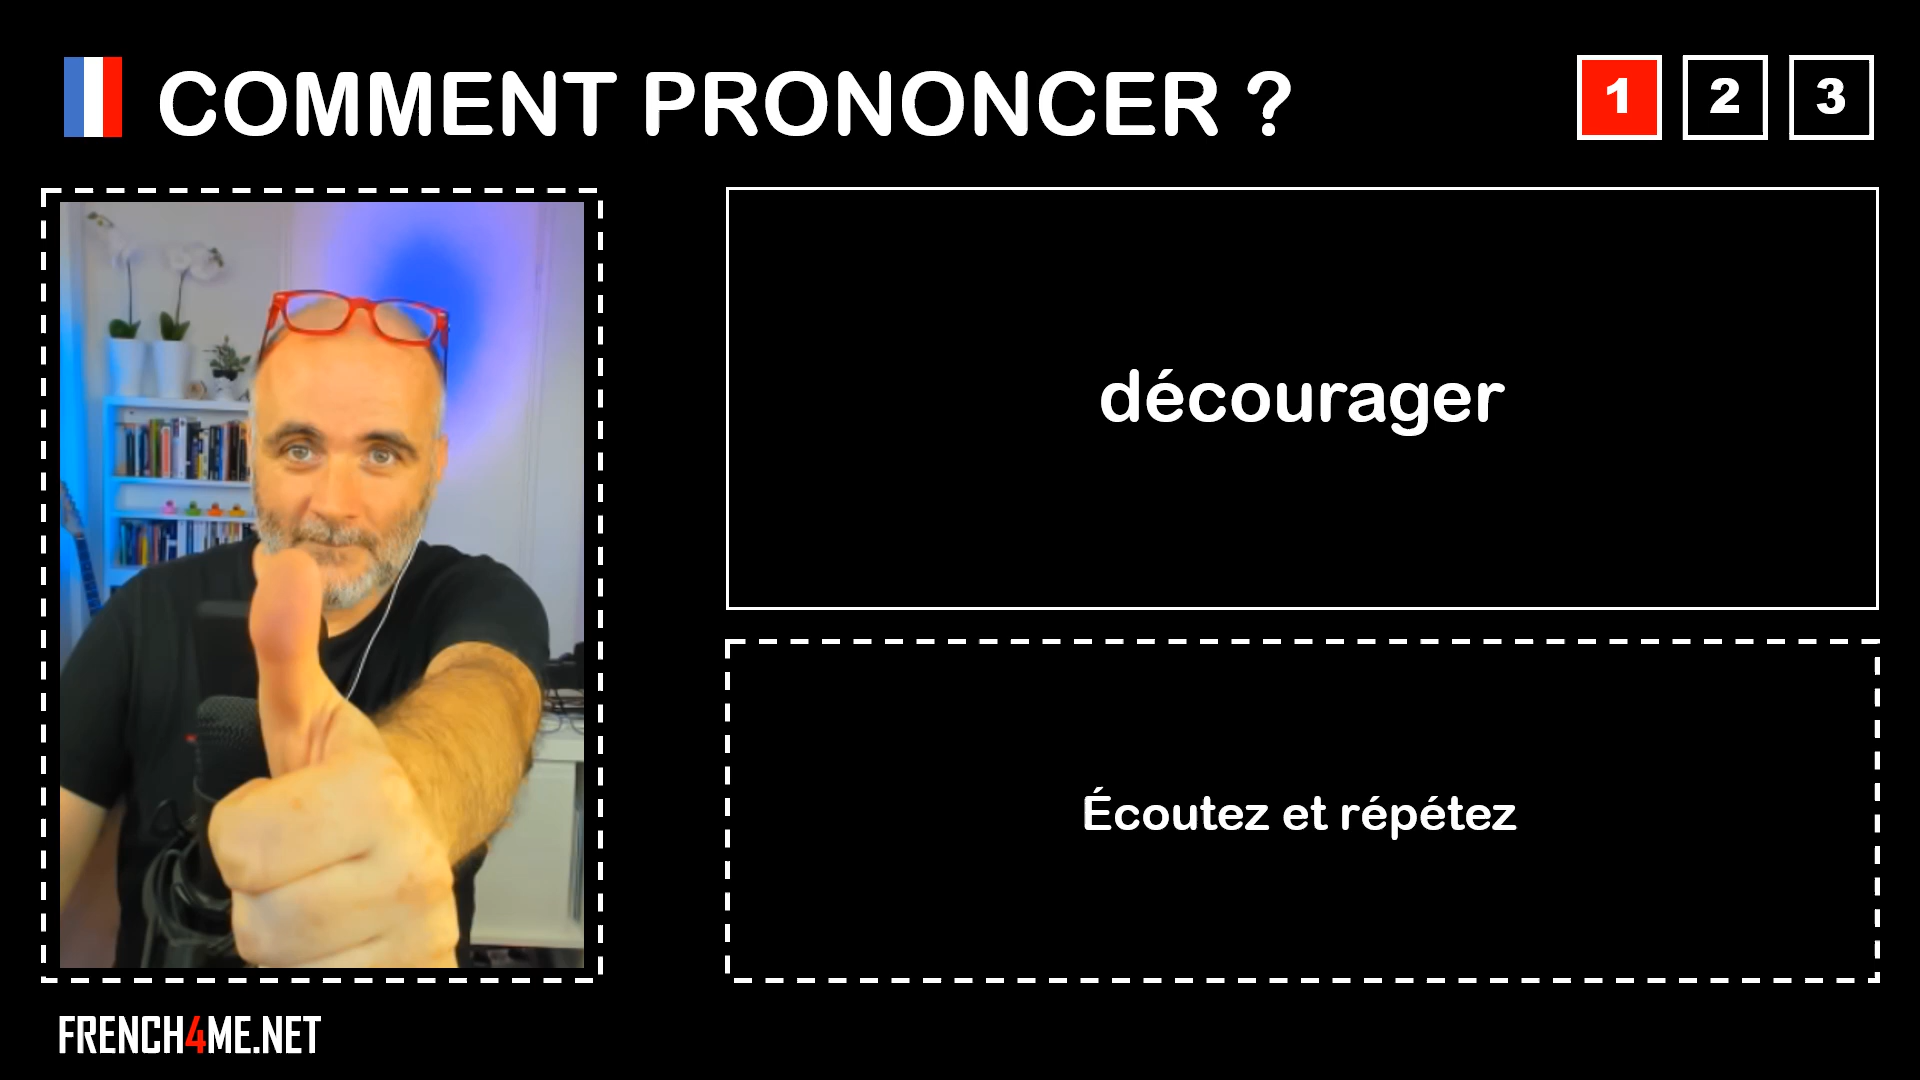 COMMENT PRONONCER ?
1 2 3
décourager
Écoutez et répétez
FRENCH4ME.NET